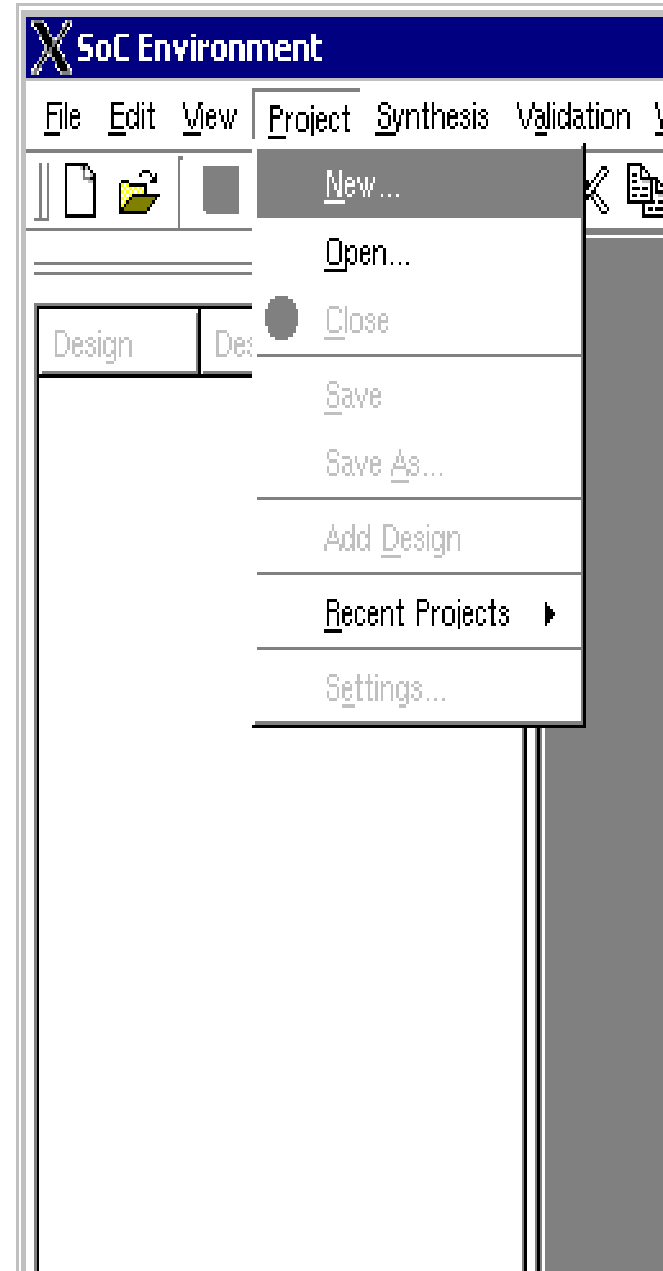 SoC Environment
File Edit View Project Synthesis Validation
New...
Open...
Close
Design
Save
Save As...
Add Design
Recent Projects
Settings...